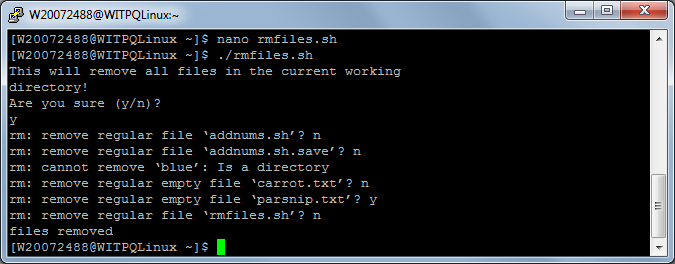 W20072488@WITPQLinux:~
[W20072488@WITPQLinux:~]$ nano rmfiles.sh
[W20072488@WITPQLinux:~]$ ./rmfiles.sh
This will remove all files in the current working
directory!
Are you sure (y/n)?
y
rm: remove regular file ‘addnums.sh’? n
rm: remove regular file ‘addnums.sh.save’? n
rm: cannot remove ‘blue’: Is a directory
rm: remove regular empty file ‘carrot.txt’? n
rm: remove regular empty file ‘parsnip.txt’? y
rm: remove regular file ‘rmfiles.sh’? n
files removed
[W20072488@WITPQLinux:~]$